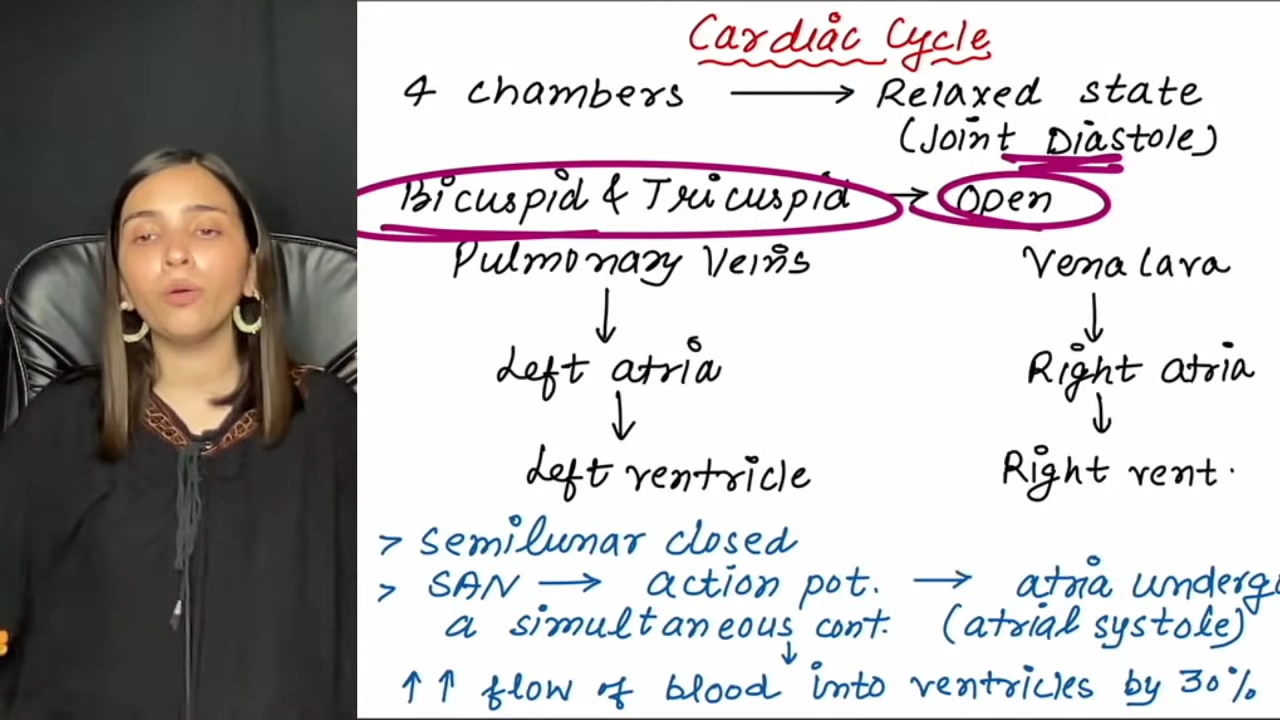 Cardiac Cycle
4 chambers → Relaxed state
(Joint Diastole)
Bicuspid & Tricuspid → Open
Pulmonary Veins Vena Cava
↓ ↓
Left atria Right atria
↓ ↓
Left ventricle Right vent.
> Semilunar closed
> SAN → action pot. → atria underg
a simultaneous cont. (atrial systole)
↓
↑↑ flow of blood into ventricles by 30%